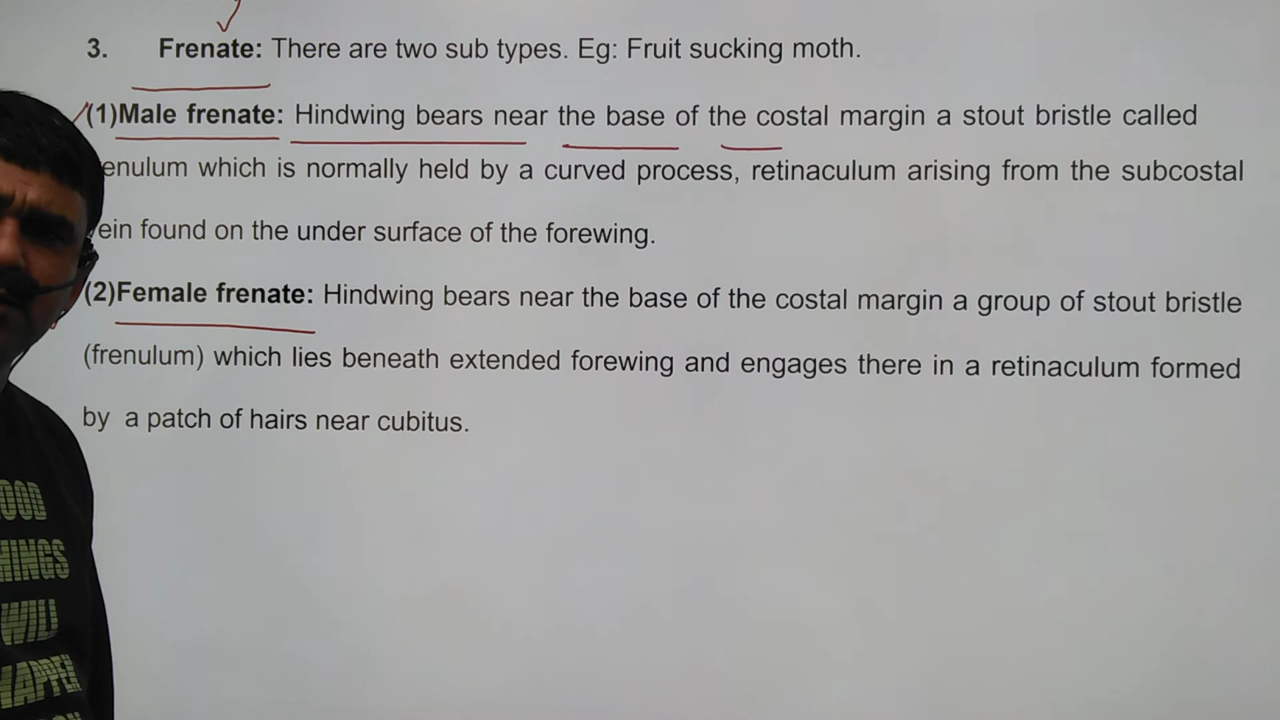 3. Frenate: There are two sub types. Eg: Fruit sucking moth.
(1)Male frenate: Hindwing bears near the base of the costal margin a stout bristle called
enulum which is normally held by a curved process, retinaculum arising from the subcostal
ein found on the under surface of the forewing.
(2)Female frenate: Hindwing bears near the base of the costal margin a group of stout bristle
(frenulum) which lies beneath extended forewing and engages there in a retinaculum formed
by a patch of hairs near cubitus.
OOD
HINGS
WILL
HAPPEN